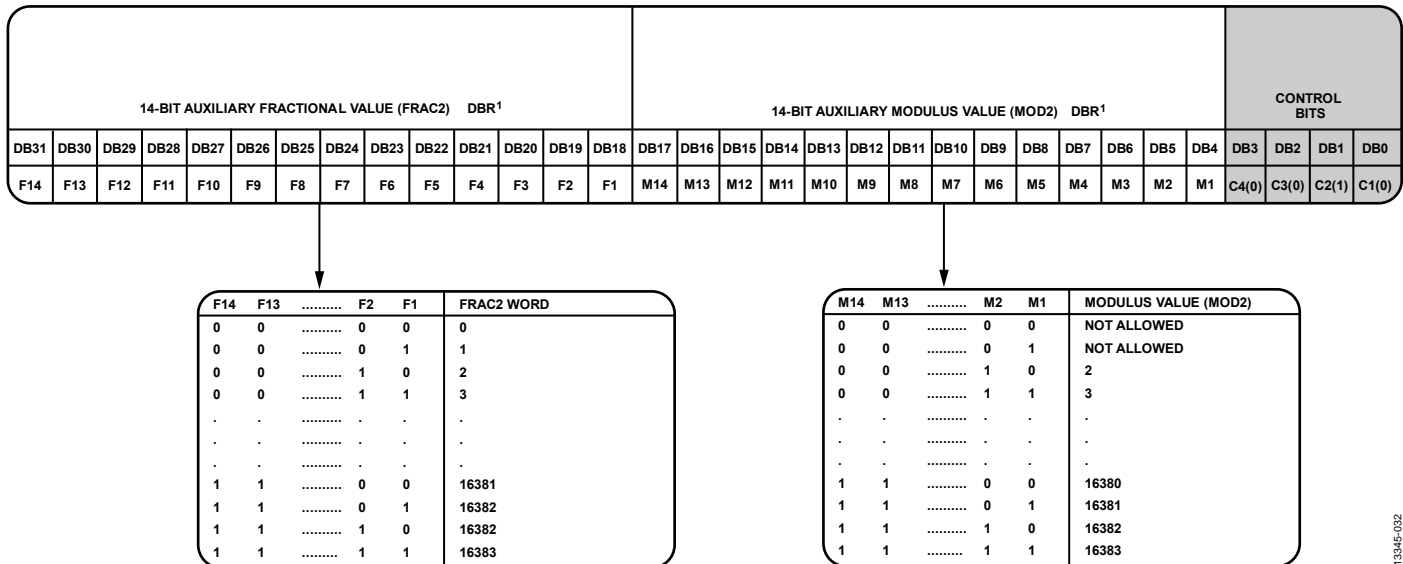 14-BIT AUXILIARY FRACTIONAL VALUE (FRAC2) DBR1 14-BIT AUXILIARY MODULUS VALUE (MOD2) DBR1 CONTROL
BITS
DB31 DB30 DB29 DB28 DB27 DB26 DB25 DB24 DB23 DB22 DB21 DB20 DB19 DB18 DB17 DB16 DB15 DB14 DB13 DB12 DB11 DB10 DB9 DB8 DB7 DB6 DB5 DB4 DB3 DB2 DB1 DB0
F14 F13 F12 F11 F10 F9 F8 F7 F6 F5 F4 F3 F2 F1 M14 M13 M12 M11 M10 M9 M8 M7 M6 M5 M4 M3 M2 M1 C4(0) C3(0) C2(1) C1(0)
F14 F13 .......... F2 F1 FRAC2 WORD
0 0 .......... 0 0 0
0 0 .......... 0 1 1
0 0 .......... 1 0 2
0 0 .......... 1 1 3
. . .......... . . .
. . .......... . . .
. . .......... . . .
1 1 .......... 0 0 16381
1 1 .......... 0 1 16382
1 1 .......... 1 0 16382
1 1 ......... 1 1 16383
M14 M13 .......... M2 M1 MODULUS VALUE (MOD2)
0 0 .......... 0 0 NOT ALLOWED
0 0 .......... 0 1 NOT ALLOWED
0 0 .......... 1 0 2
0 0 .......... 1 1 3
. . .......... . . .
. . .......... . . .
. . .......... . . .
1 1 .......... 0 0 16380
1 1 .......... 0 1 16381
1 1 .......... 1 0 16382
1 1 ......... 1 1 16383
13345-032